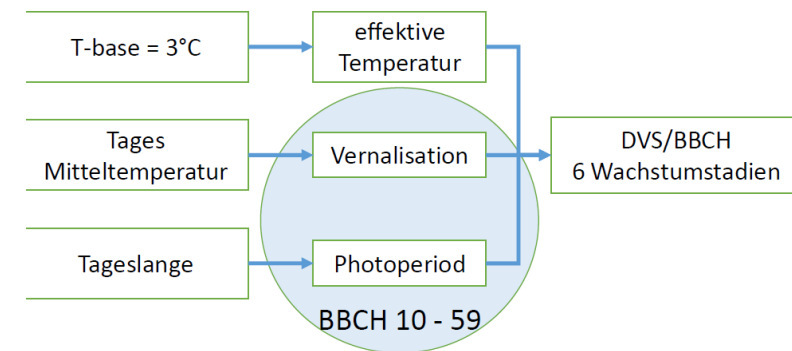 T-base = 3°C
effektive
Temperatur
Tages
Mitteltemperatur
Vernalisation
DVS/BBCH
6 Wachstumstadien
Tageslange
Photoperiod
BBCH 10 - 59